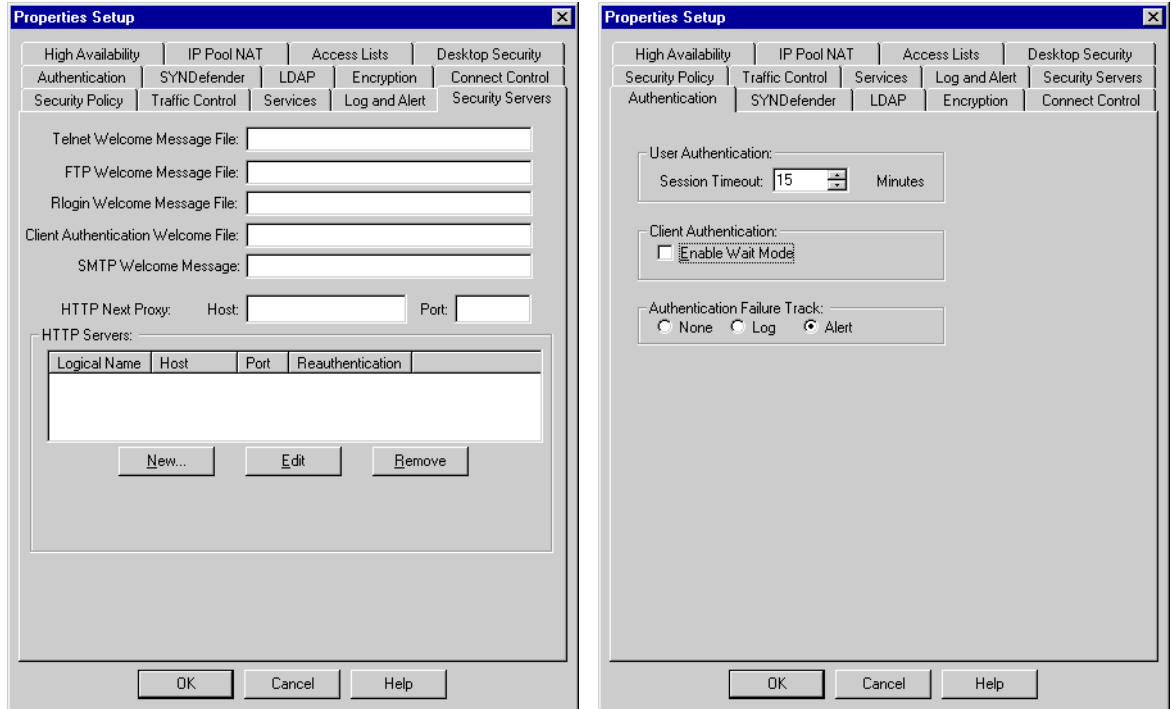 Properties Setup
High Availability IP Pool NAT Access Lists Desktop Security
Authentication SYNDefender LDAP Encryption Connect Control
Security Policy Traffic Control Services Log and Alert Security Servers
Telnet Welcome Message File:
FTP Welcome Message File:
Rlogin Welcome Message File:
Client Authentication Welcome File:
SMTP Welcome Message:
HTTP Next Proxy: Host: Port:
HTTP Servers:
Logical Name Host Port Reauthentication
New... Edit Remove
OK Cancel Help
Properties Setup
High Availability IP Pool NAT Access Lists Desktop Security
Security Policy Traffic Control Services Log and Alert Security Servers
Authentication SYNDefender LDAP Encryption Connect Control
User Authentication:
Session Timeout: 15 Minutes
Client Authentication:
Enable Wait Mode
Authentication Failure Track:
None Log Alert
OK Cancel Help